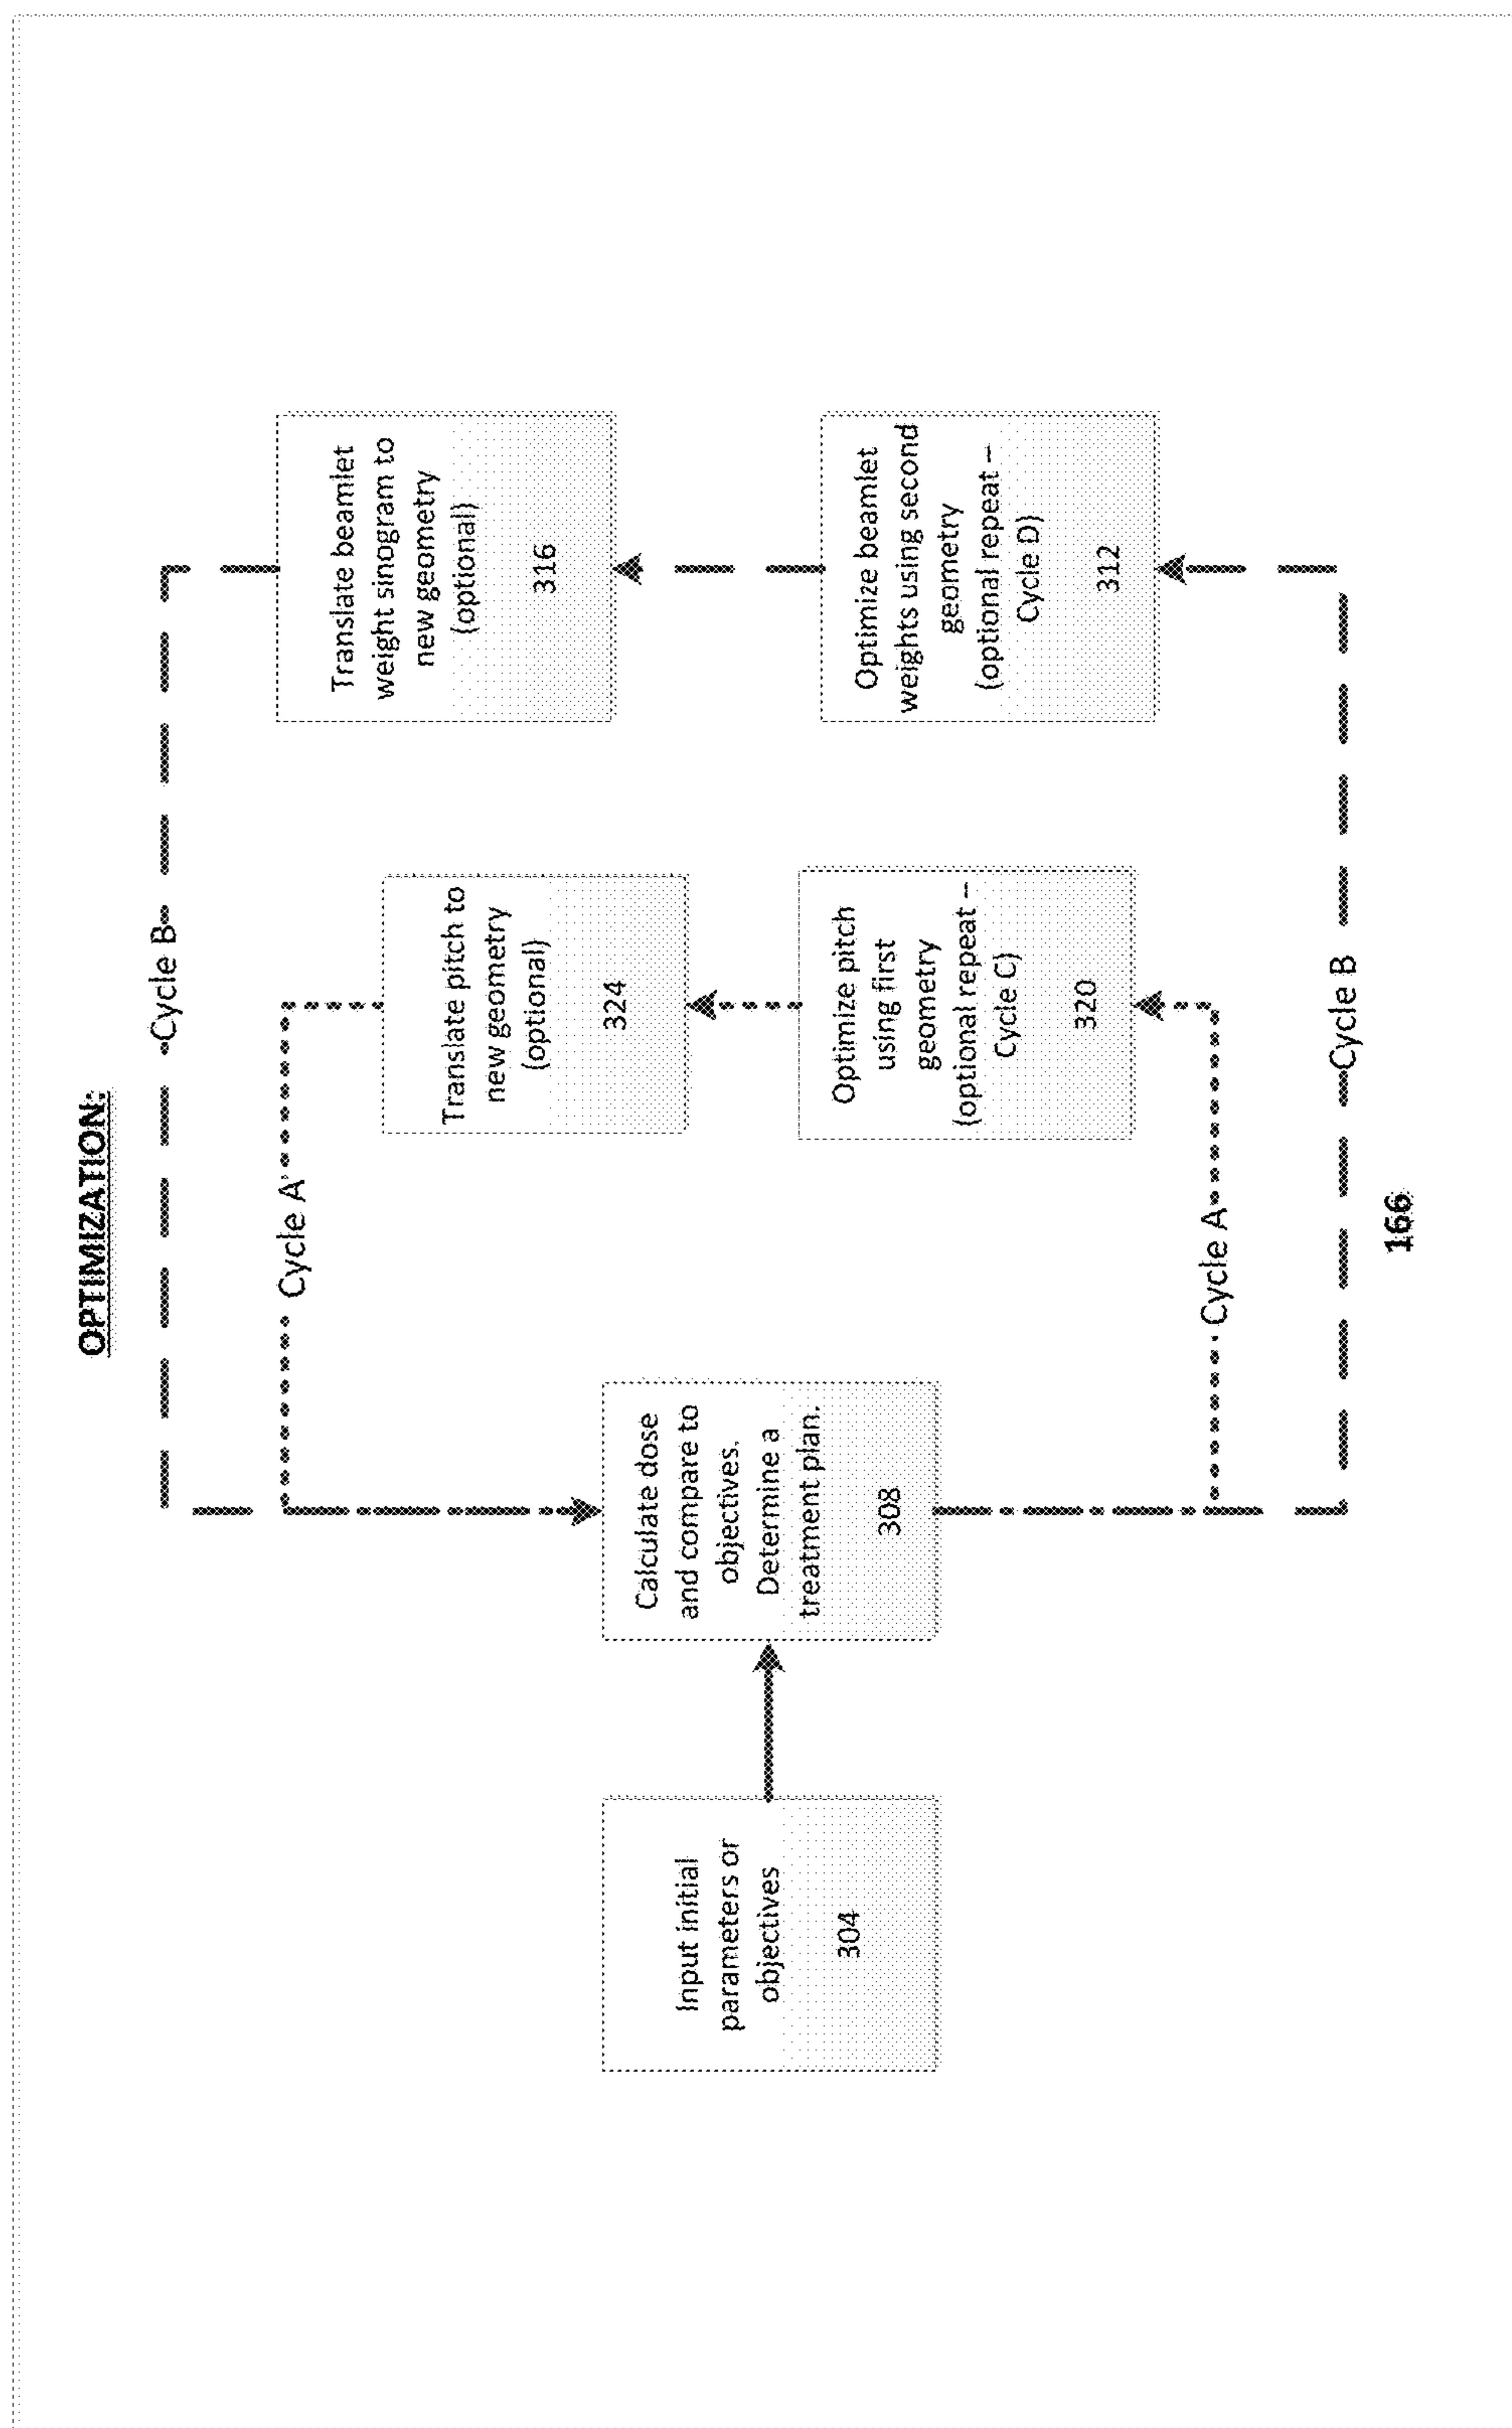 OPTIMIZATION:
Cycle B
Cycle A
Input initial
parameters or
objectives
304
Calculate dose
and compare to
objectives.
Determine a
treatment plan.
308
Translate pitch to
new geometry
(optional)
324
Optimize pitch
using first
geometry
(optional repeat –
Cycle C)
320
Translate beamlet
weight sinogram to
new geometry
(optional)
316
Optimize beamlet
weights using second
geometry
(optional repeat –
Cycle D)
312
Cycle A
Cycle B
166